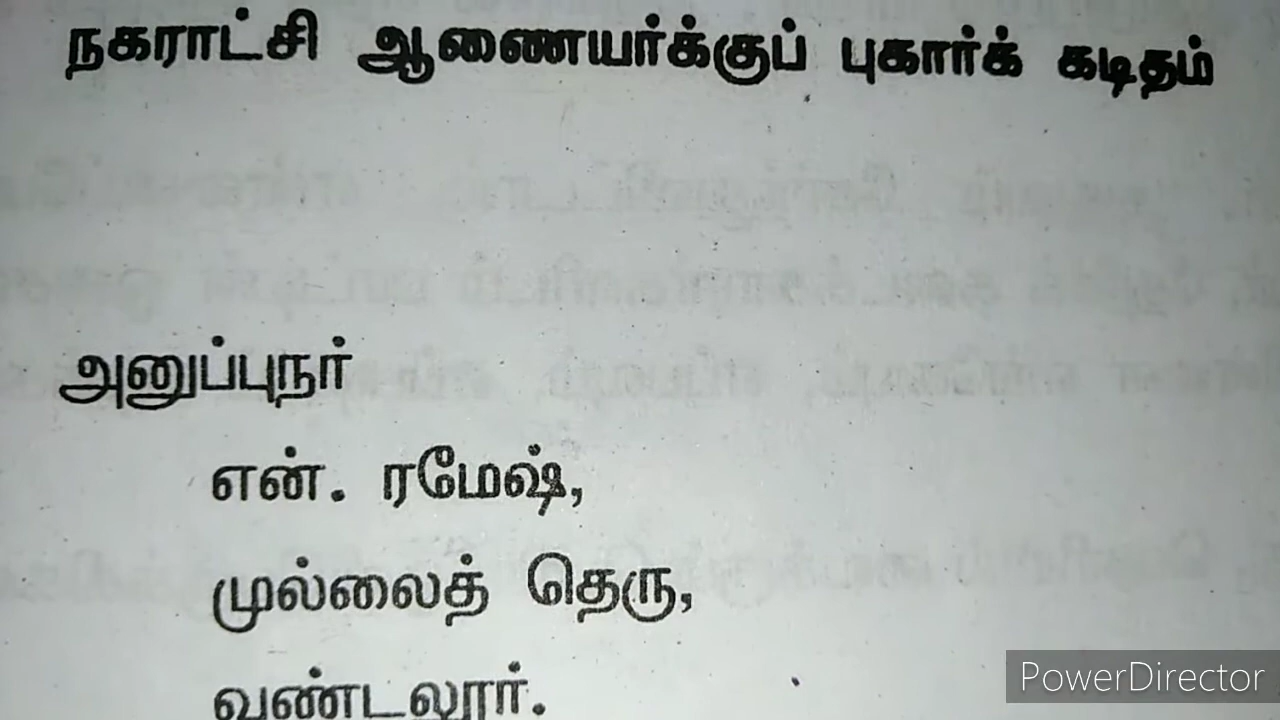 நகராட்சி ஆணையர்க்குப் புகார்க் கடிதம்
அனுப்புநர்
என். ரமேஷ்,
முல்லைத் தெரு,
வண்டலூர்.
PowerDirector